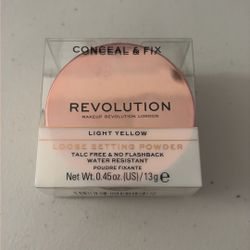 CONCEAL & FIX
REVOLUTION
MAKEUP REVOLUTION LONDON
LIGHT YELLOW
LOOSE SETTING POWDER
TALC FREE & NO FLASHBACK
WATER RESISTANT
POUDRE FIXANTE
Net Wt. 0.45oz. (US) / 13g ℮